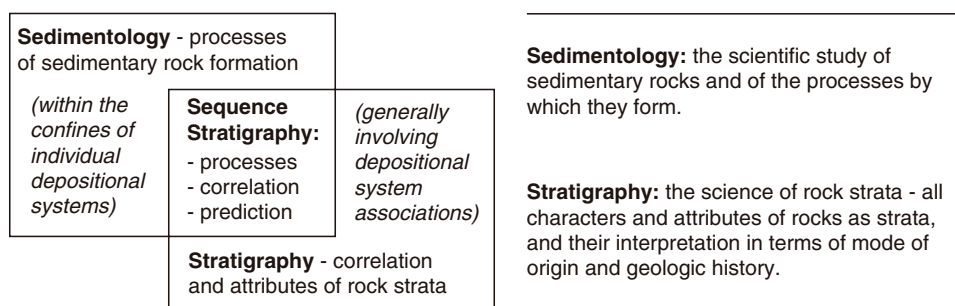 Sedimentology - processes
of sedimentary rock formation
(within the
confines of
individual
depositional
systems)
Sequence
Stratigraphy:
- processes
- correlation
- prediction
(generally
involving
depositional
system
associations)
Stratigraphy - correlation
and attributes of rock strata
Sedimentology: the scientific study of
sedimentary rocks and of the processes by
which they form.
Stratigraphy: the science of rock strata - all
characters and attributes of rocks as strata,
and their interpretation in terms of mode of
origin and geologic history.